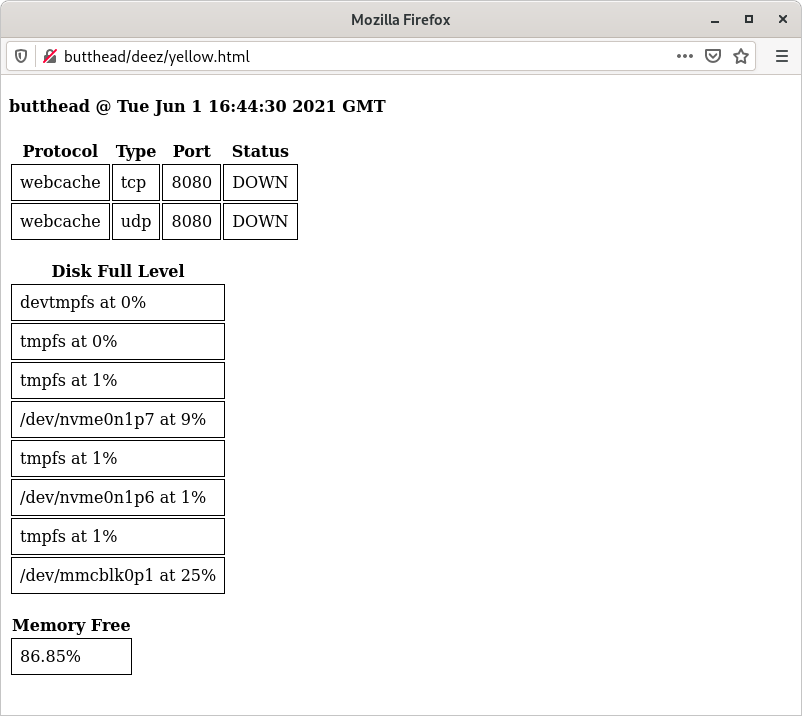 Mozilla Firefox
butthead/deez/yellow.html
butthead @ Tue Jun 1 16:44:30 2021 GMT
Protocol Type Port Status
webcache tcp 8080 DOWN
webcache udp 8080 DOWN
Disk Full Level
devtmpfs at 0%
tmpfs at 0%
tmpfs at 1%
/dev/nvme0n1p7 at 9%
tmpfs at 1%
/dev/nvme0n1p6 at 1%
tmpfs at 1%
/dev/mmcblk0p1 at 25%
Memory Free
86.85%